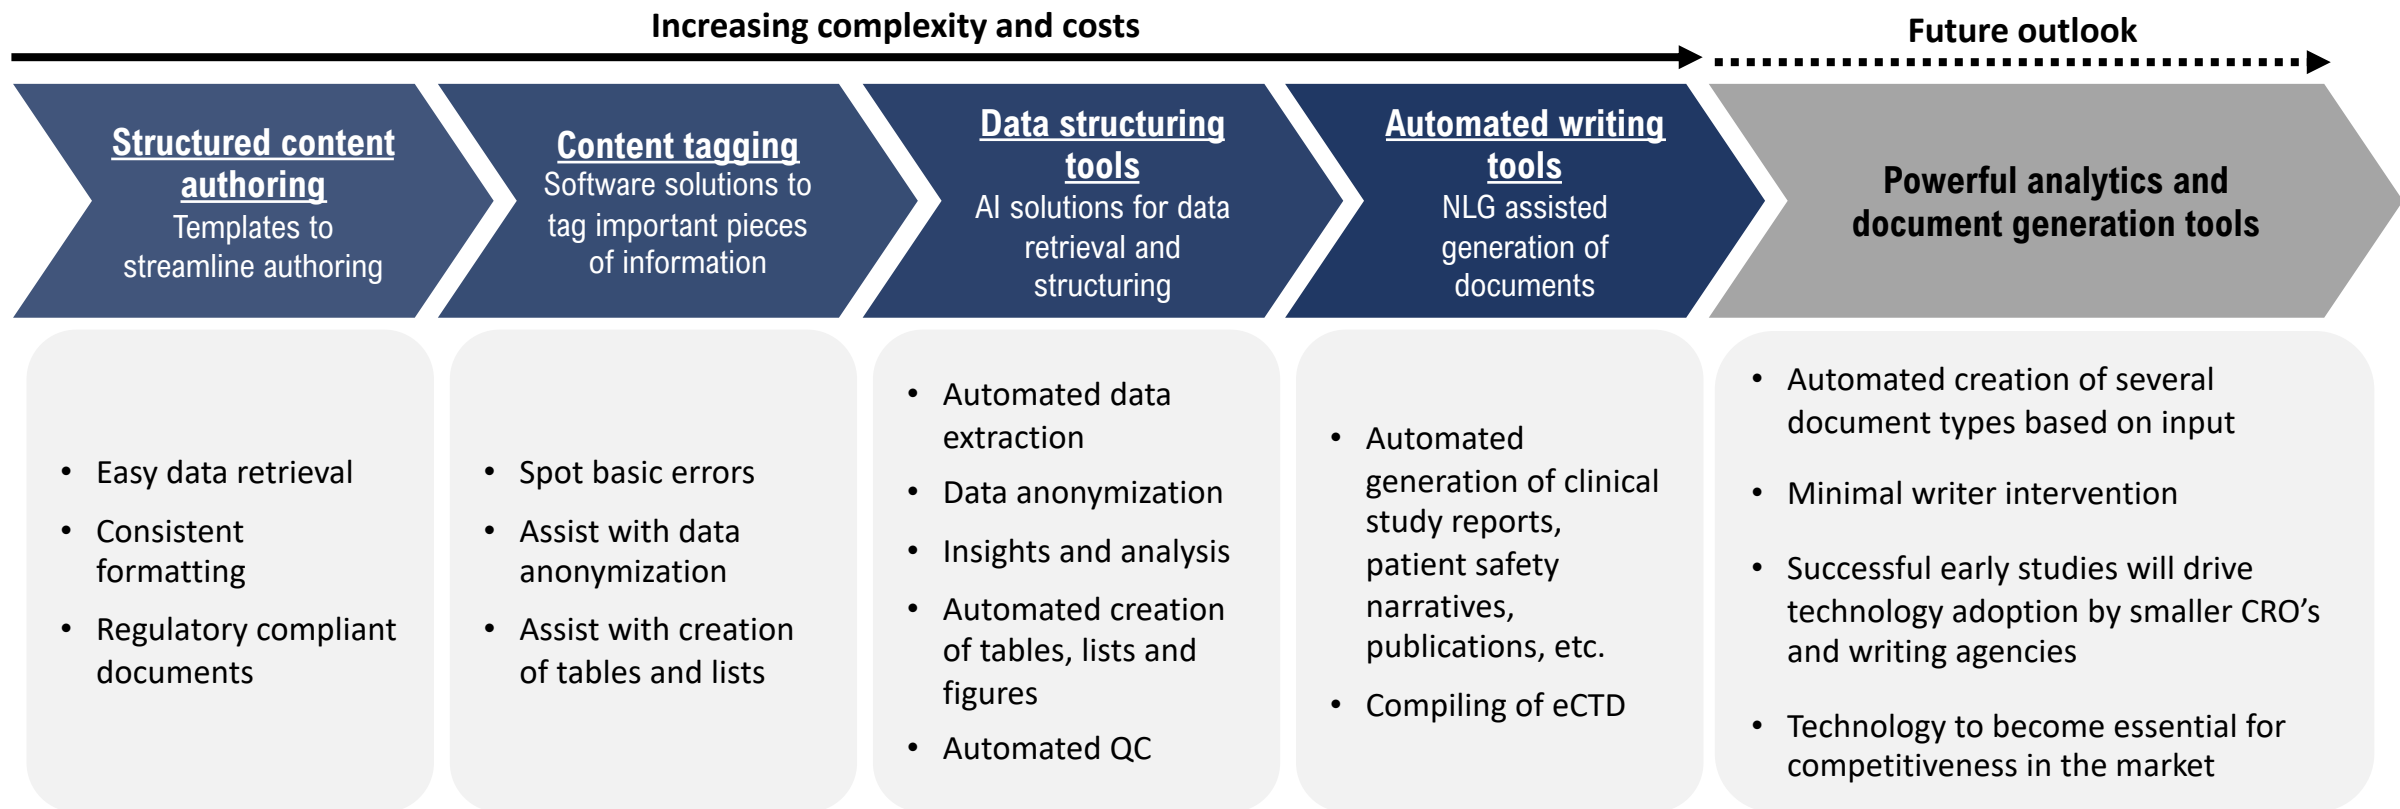 Increasing complexity and costs
Future outlook
Structured content
authoring
Templates to
streamline authoring
Content tagging
Software solutions to
tag important pieces
of information
Data structuring
tools
AI solutions for data
retrieval and
structuring
Automated writing
tools
NLG assisted
generation of
documents
Powerful analytics and
document generation tools
• Easy data retrieval
• Consistent
formatting
• Regulatory compliant
documents
• Spot basic errors
• Assist with data
anonymization
• Assist with creation
of tables and lists
• Automated data
extraction
• Data anonymization
• Insights and analysis
• Automated creation
of tables, lists and
figures
• Automated QC
• Automated
generation of clinical
study reports,
patient safety
narratives,
publications, etc.
• Compiling of eCTD
• Automated creation of several
document types based on input
• Minimal writer intervention
• Successful early studies will drive
technology adoption by smaller CRO’s
and writing agencies
• Technology to become essential for
competitiveness in the market